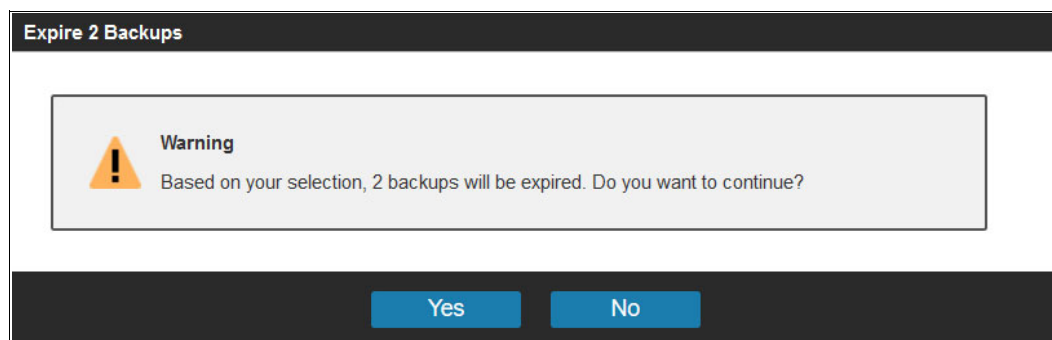 Expire 2 Backups
Warning
Based on your selection, 2 backups will be expired. Do you want to continue?
Yes No